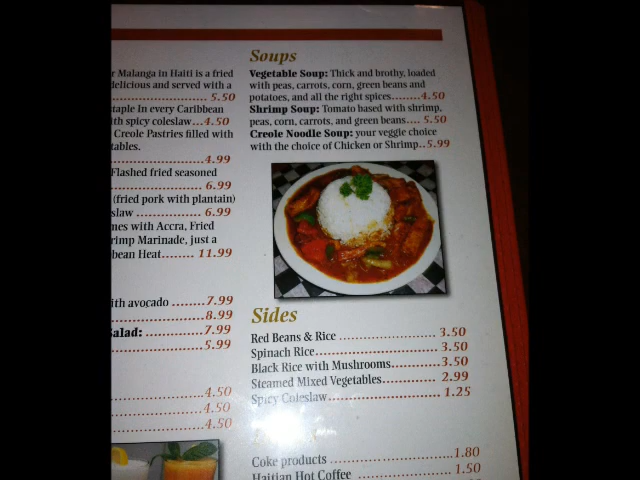 r Malanga in Haiti is a fried
delicious and served with a
5.50
taple In every Caribbean
th spicy coleslaw...4.50
Creole Pastries filled with
tables.
4.99
Flashed fried seasoned
6.99
(fried pork with plantain)
slaw ................ 6.99
mes with Accra, Fried
rimp Marinade, just a
bean Heat........ 11.99
ith avocado ........7.99
8.99
Salad: ..............7.99
5.99
4.50
4.50
4.50
Soups
Vegetable Soup: Thick and brothy, loaded
with peas, carrots, corn, green beans and
potatoes, and all the right spices........4.50
Shrimp Soup: Tomato based with shrimp,
peas, corn, carrots, and green beans.... 5.50
Creole Noodle Soup: your veggie choice
with the choice of Chicken or Shrimp..5.99
Sides
Red Beans & Rice ........................ 3.50
Spinach Rice.............................. 3.50
Black Rice with Mushrooms............3.50
Steamed Mixed Vegetables............. 2.99
Spicy Coleslaw............................ 1.25
Coke products ..............................1.80
Haitian Hot Coffee ....................... 1.50